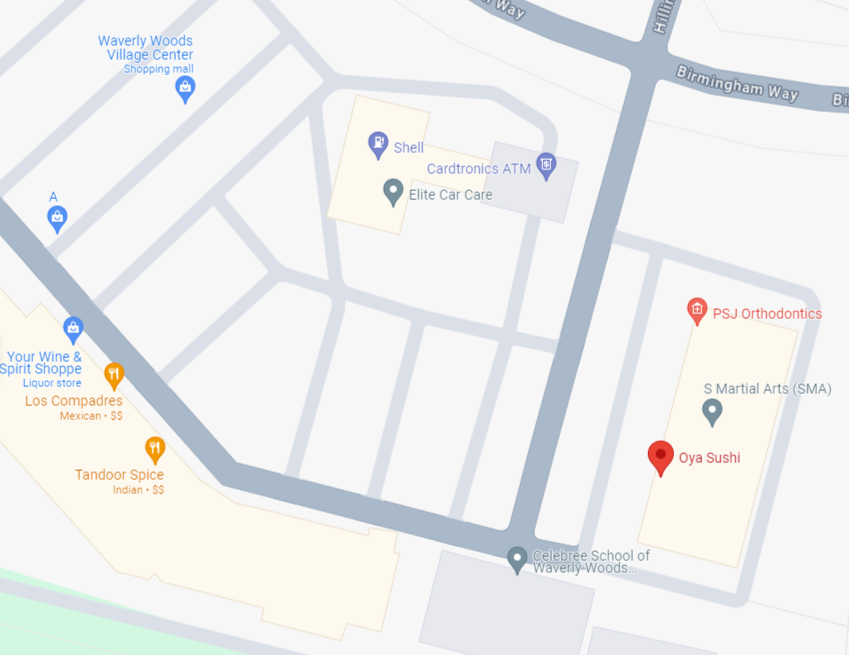 Way
Hillin
Waverly Woods
Village Center
Shopping mall
Birmingham Way
Bi
Shell
Cardtronics ATM
Elite Car Care
A
PSJ Orthodontics
Your Wine &
Spirit Shoppe
Liquor store
Los Compadres
Mexican • $$
S Martial Arts (SMA)
Oya Sushi
Tandoor Spice
Indian • $$
Celebree School of
Waverly Woods...